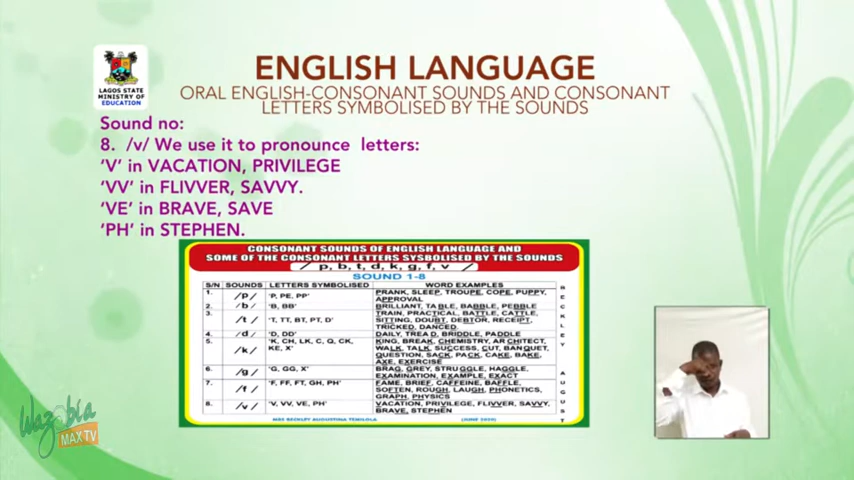 LAGOS STATE
MINISTRY OF
EDUCATION
ENGLISH LANGUAGE
ORAL ENGLISH-CONSONANT SOUNDS AND CONSONANT
LETTERS SYMBOLISED BY THE SOUNDS
Sound no:
8. /v/ We use it to pronounce letters:
‘V’ in VACATION, PRIVILEGE
‘VV’ in FLIVVER, SAVVY.
‘VE’ in BRAVE, SAVE
‘PH’ in STEPHEN.
CONSONANT SOUNDS OF ENGLISH LANGUAGE AND
SOME OF THE CONSONANT LETTERS SYSBOLISED BY THE SOUNDS
/ p, b, t, d, k, g, f, v /
SOUND 1-8
S/N SOUNDS LETTERS SYMBOLISED WORD EXAMPLES
1. /p/ ‘P, PE, PP’ PRANK, SLEEP, TROUPE, COPE, PUPPY,
APPROVAL
2. /b/ ‘B, BB’ BRILLIANT, TABLE, BABBLE, PEBBLE
3. /t/ ‘T, TT, BT, PT, D’ TRAIN, PRACTICAL, BATTLE, CATTLE,
SITTING, DOUBT, DEBTOR, RECEIPT,
TRICKED, DANCED.
4. /d/ ‘D, DD’ DAILY, TREAD, BRIDDLE, PADDLE
5. /k/ ‘K, CH, LK, C, Q, CK,
KE, X’ KING, BREAK, CHEMISTRY, ARCHITECT,
WALK, TALK, SUCCESS, CUT, BANQUET,
QUESTION, SACK, PACK, CAKE, BAKE,
AXE, EXERCISE
6. /g/ ‘G, GG, X’ BRAG, GREY, STRUGGLE, HAGGLE,
EXAMINATION, EXAMPLE, EXACT
7. /f/ ‘F, FF, FT, GH, PH’ FAME, BRIEF, CAFFEINE, BAFFLE,
SOFTEN, ROUGH, LAUGH, PHONETICS,
GRAPH, PHYSICS
8. /v/ ‘V, VV, VE, PH’ VACATION, PRIVILEGE, FLIVVER, SAVVY,
BRAVE, STEPHEN
BECKLEY AUGUST
(JUNE 2020)
Wazobia
MAX TV